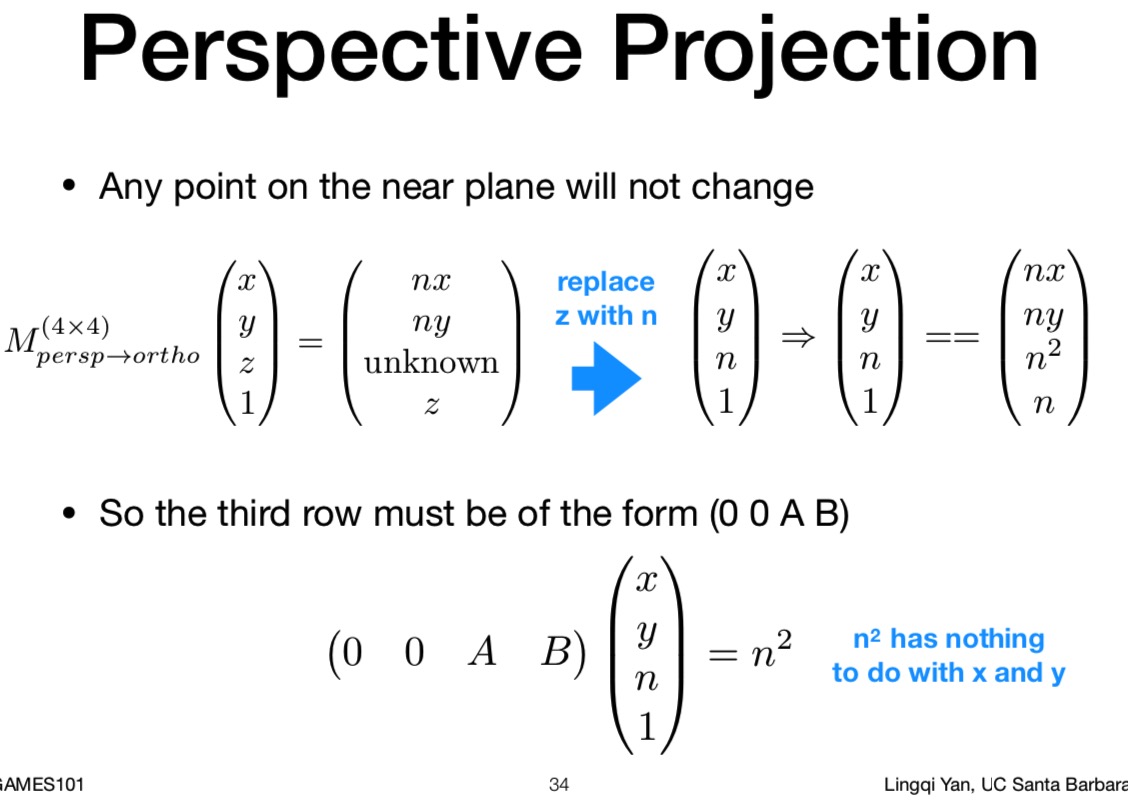 Perspective Projection
• Any point on the near plane will not change
$M_{persp \to ortho}^{(4 \times 4)} \begin{pmatrix} x \\ y \\ z \\ 1 \end{pmatrix} = \begin{pmatrix} nx \\ ny \\ \text{unknown} \\ z \end{pmatrix}$
replace
z with n
$\begin{pmatrix} x \\ y \\ n \\ 1 \end{pmatrix} \Rightarrow \begin{pmatrix} x \\ y \\ n \\ 1 \end{pmatrix} == \begin{pmatrix} nx \\ ny \\ n^2 \\ n \end{pmatrix}$
• So the third row must be of the form (0 0 A B)
$\begin{pmatrix} 0 & 0 & A & B \end{pmatrix} \begin{pmatrix} x \\ y \\ n \\ 1 \end{pmatrix} = n^2$
n² has nothing
to do with x and y
GAMES101
34
Lingqi Yan, UC Santa Barbara